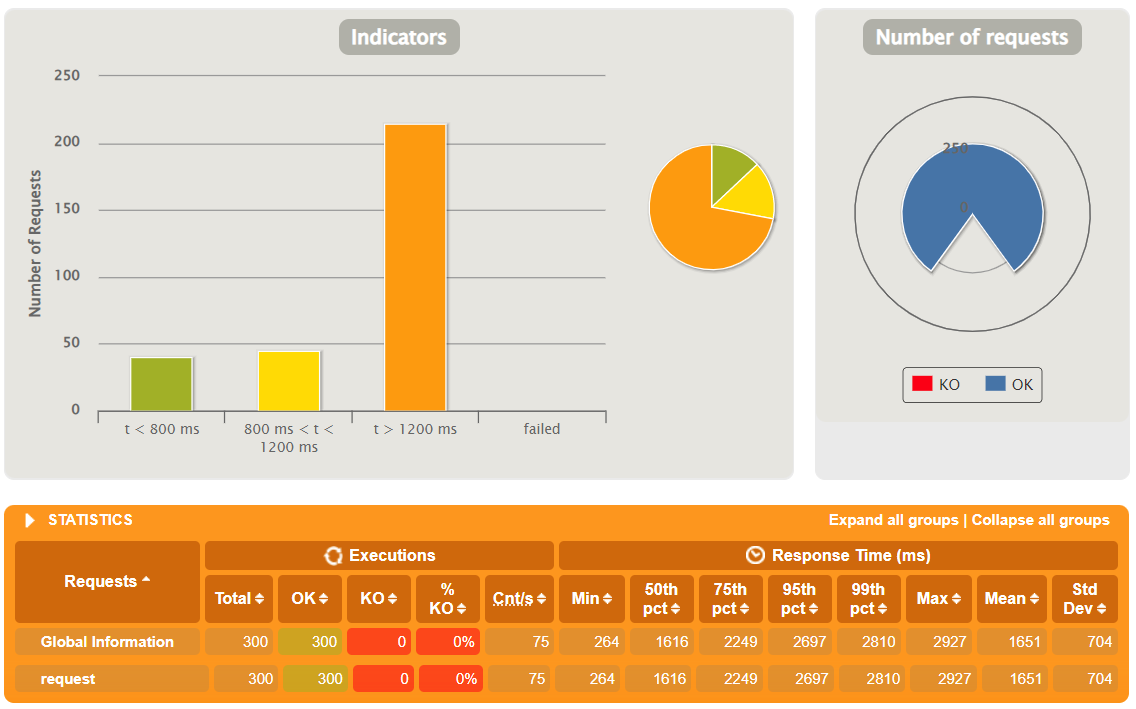 Indicators
250
200
150
100
50
0
Number of Requests
t < 800 ms
800 ms < t <
1200 ms
t > 1200 ms
failed
Number of requests
250
0
KO
OK
STATISTICS
Expand all groups | Collapse all groups
Requests
Executions
Response Time (ms)
Total OK KO % KO Cnt/s Min 50th pct 75th pct 95th pct 99th pct Max Mean Std Dev
Global Information 300 300 0 0% 75 264 1616 2249 2697 2810 2927 1651 704
request 300 300 0 0% 75 264 1616 2249 2697 2810 2927 1651 704